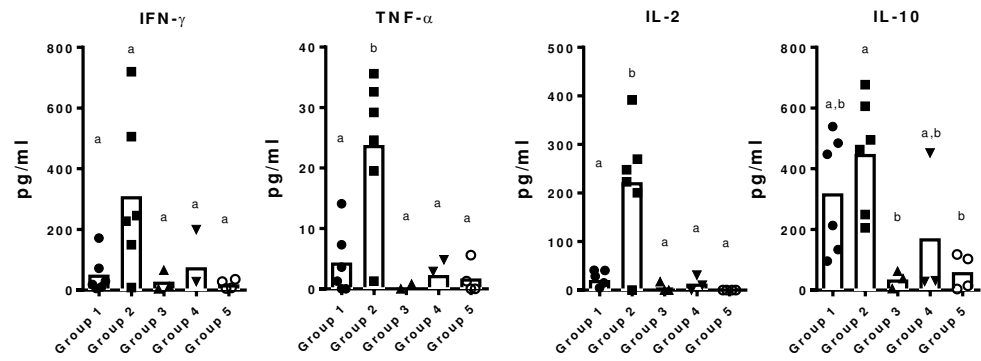 IFN-γ
pg/ml
800
600
400
200
0
a
a
a
a
a
Group 1
Group 2
Group 3
Group 4
Group 5
TNF-α
pg/ml
40
30
20
10
0
a
b
a
a
a
Group 1
Group 2
Group 3
Group 4
Group 5
IL-2
pg/ml
500
400
300
200
100
0
a
b
a
a
a
Group 1
Group 2
Group 3
Group 4
Group 5
IL-10
pg/ml
800
600
400
200
0
a,b
a
b
a,b
b
Group 1
Group 2
Group 3
Group 4
Group 5